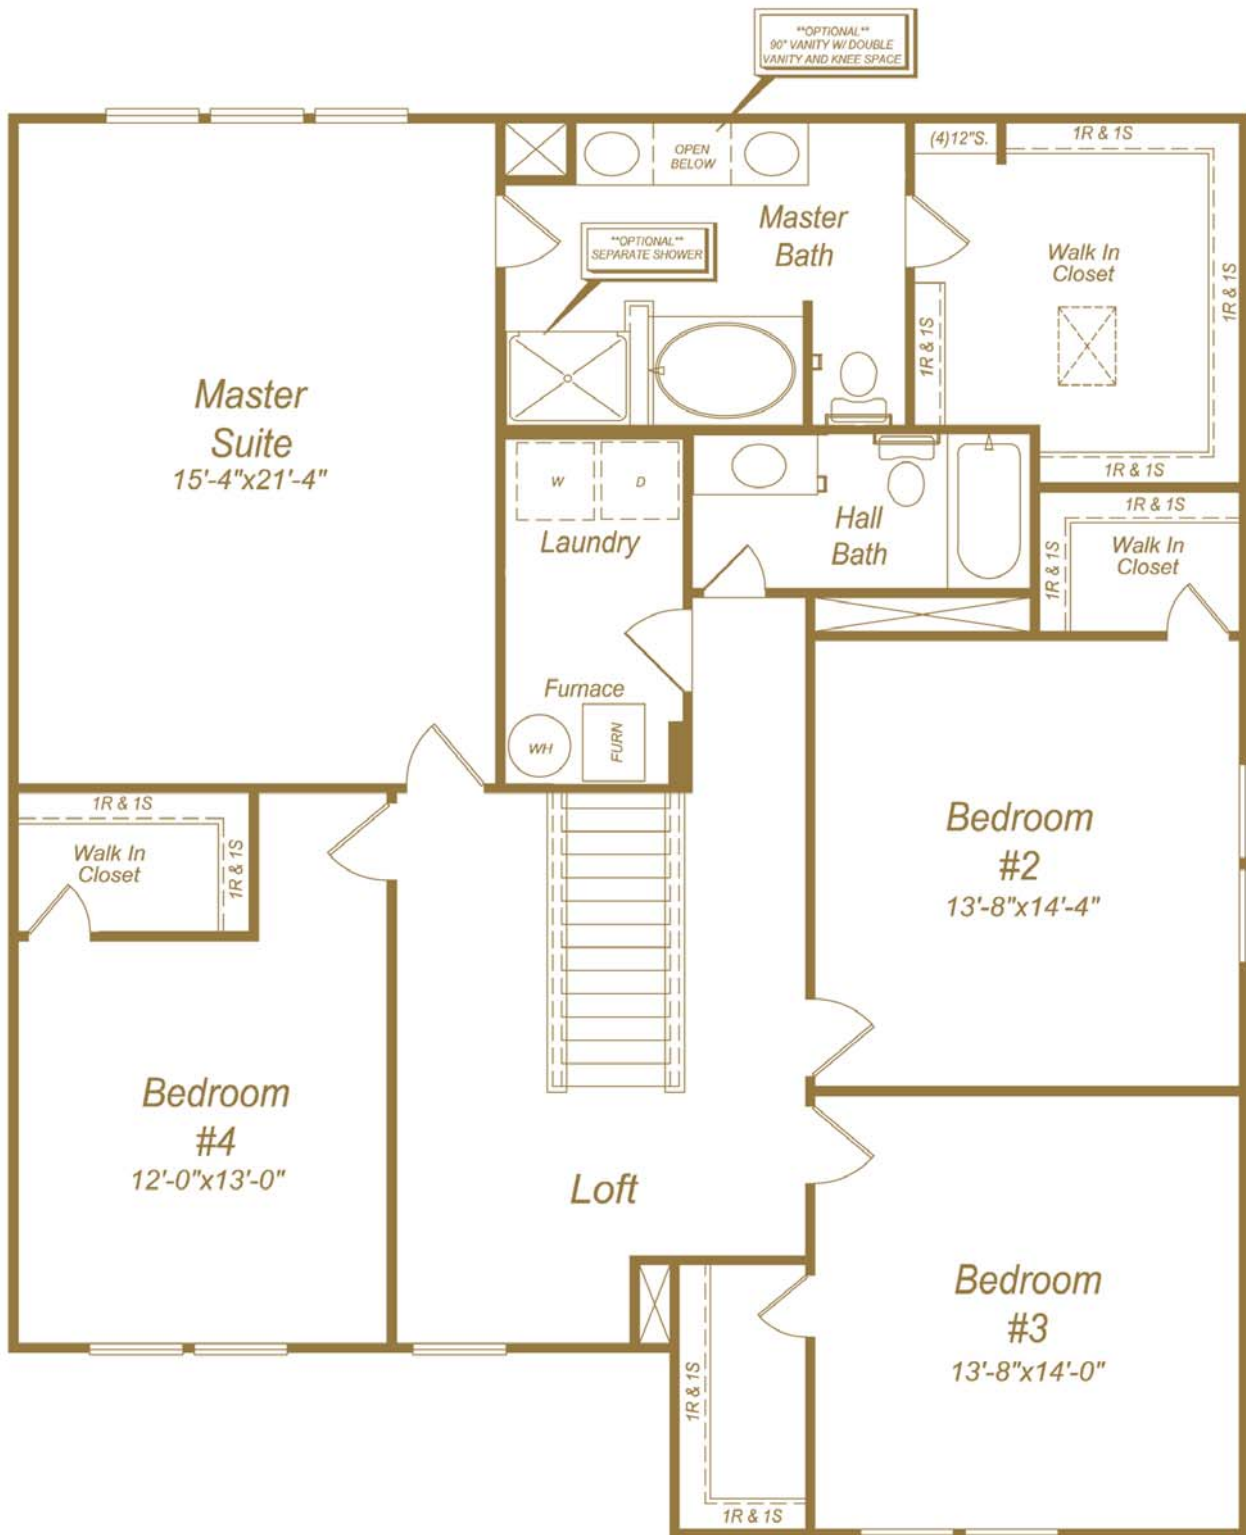 **OPTIONAL**
90" VANITY W/ DOUBLE
VANITY AND KNEE SPACE
OPEN
BELOW
(4)12"S.
1R & 1S
Master
Bath
**OPTIONAL**
SEPARATE SHOWER
Walk In
Closet
1R & 1S
1R & 1S
1R & 1S
Master
Suite
15'-4"x21'-4"
W
D
Laundry
Hall
Bath
1R & 1S
Walk In
Closet
1R & 1S
Furnace
WH
FURN
1R & 1S
Walk In
Closet
1R & 1S
Bedroom
#2
13'-8"x14'-4"
Bedroom
#4
12'-0"x13'-0"
Loft
Bedroom
#3
13'-8"x14'-0"
1R & 1S
1R & 1S